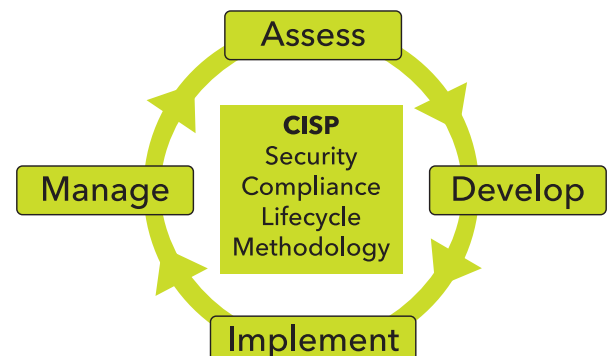 Assess
CISP
Security
Compliance
Lifecycle
Methodology
Manage
Develop
Implement